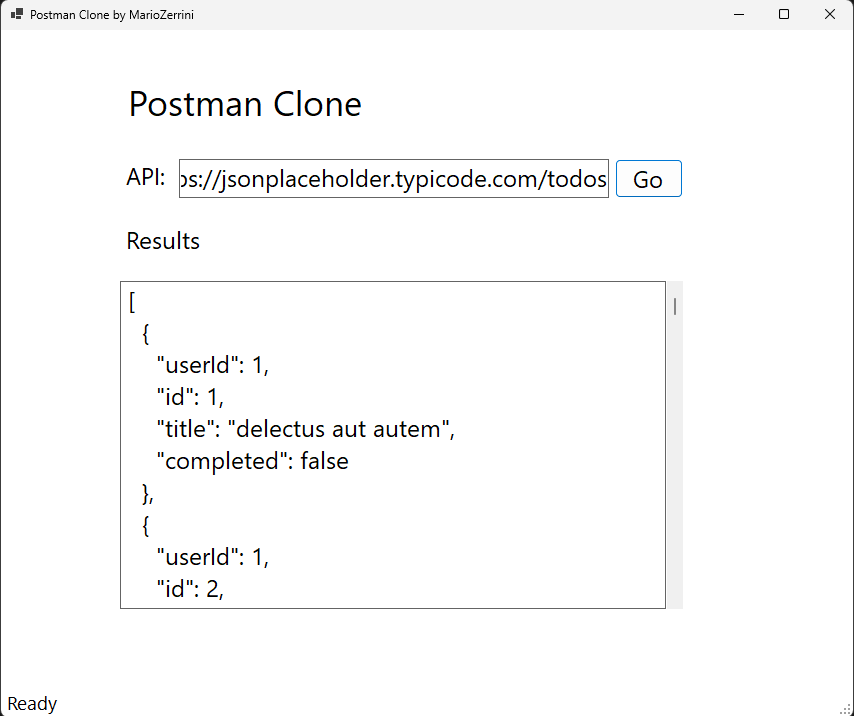 Postman Clone by MarioZerrini
Postman Clone
API: os://jsonplaceholder.typicode.com/todos Go
Results
[
{
"userId": 1,
"id": 1,
"title": "delectus aut autem",
"completed": false
},
{
"userId": 1,
"id": 2,
Ready